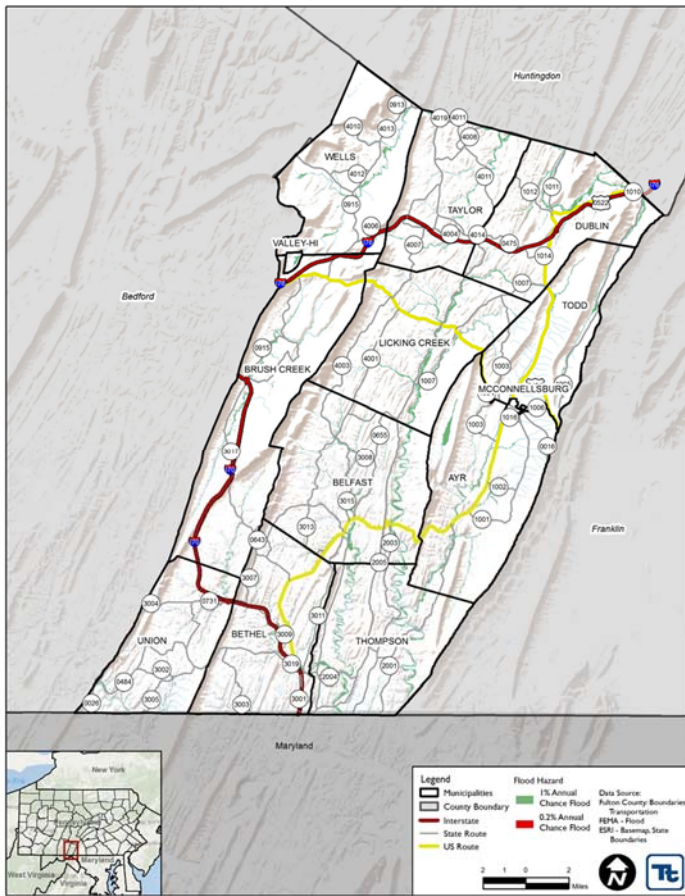 Huntingdon
0913
4010
4013
4019
4011
4008
WELLS
4012
4011
1012
1011
1010
76
0522
0915
TAYLOR
DUBLIN
4006
4004
4014
0475
VALLEY-HI
76
4007
1014
1007
Bedford
TODD
0915
LICKING CREEK
BRUSH CREEK
4003
4001
1003
1007
MCCONNELLSBURG
1006
1016
0016
1003
0655
3017
3008
BELFAST
AYR
3015
1002
3013
1001
Franklin
0643
2003
2005
3007
3004
0731
3011
UNION
BETHEL
3009
THOMPSON
3002
3019
2001
0484
2004
0026
3005
3003
3001
Maryland
New York
Pennsylvania
Maryland
West Virginia
Virginia
Legend
Municipalities
County Boundary
Interstate
State Route
US Route
Flood Hazard
1% Annual
Chance Flood
0.2% Annual
Chance Flood
Data Source:
Fulton County: Boundaries,
Transportation
FEMA - Flood
ESRI - Basemap, State
Boundaries
2 1 0 2
Miles
N
Tt